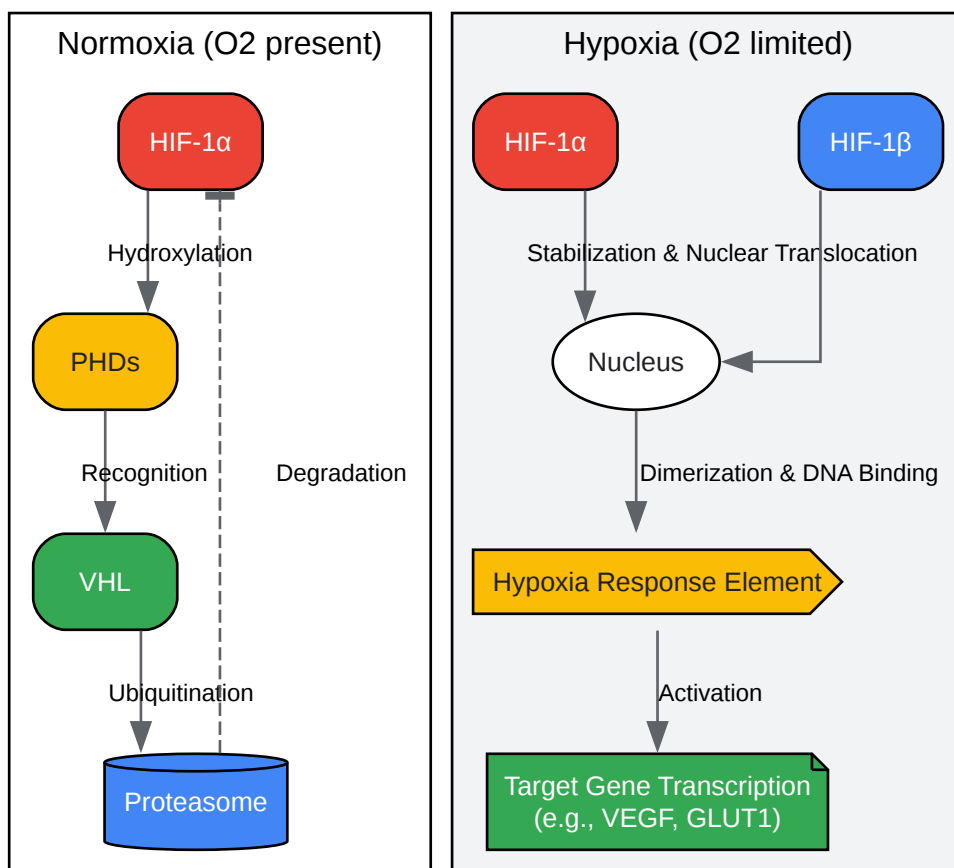 Normoxia (O2 present)
HIF-1α
Hydroxylation
PHDs
Recognition
Degradation
VHL
Ubiquitination
Proteasome
Hypoxia (O2 limited)
HIF-1α
HIF-1β
Stabilization & Nuclear Translocation
Nucleus
Dimerization & DNA Binding
Hypoxia Response Element
Activation
Target Gene Transcription
(e.g., VEGF, GLUT1)